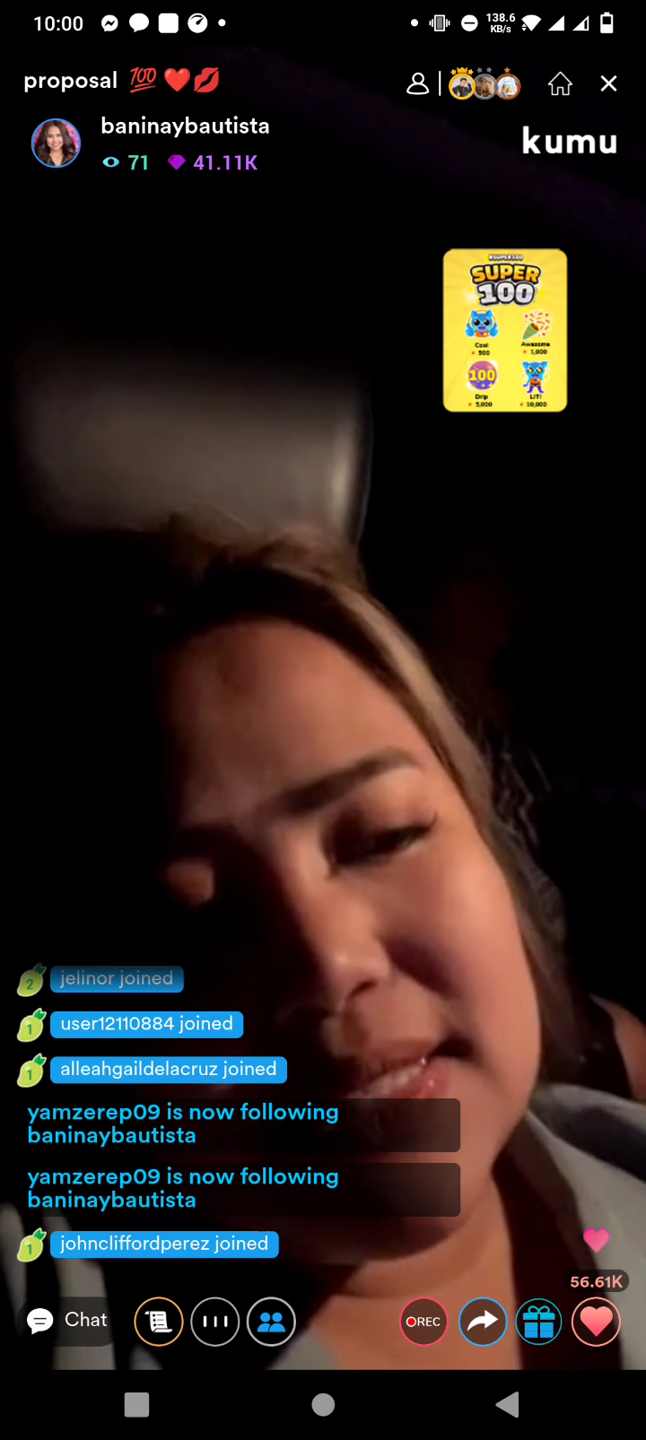 10:00
138.6
KB/s
proposal 💯❤️💋
baninaybautista
71 41.11K
kumu
SUPER
100
Cool
Awesome
500
1,000
100
Drip
LIT!
5,000
10,000
2 jelinor joined
1 user12110884 joined
1 alleahgaildelacruz joined
yamzerep09 is now following
baninaybautista
yamzerep09 is now following
baninaybautista
1 johncliffordperez joined
56.61K
Chat
REC